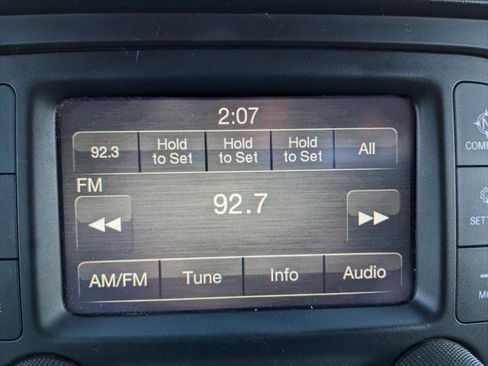 2:07
92.3 Hold to Set Hold to Set Hold to Set All
FM
92.7
AM/FM Tune Info Audio